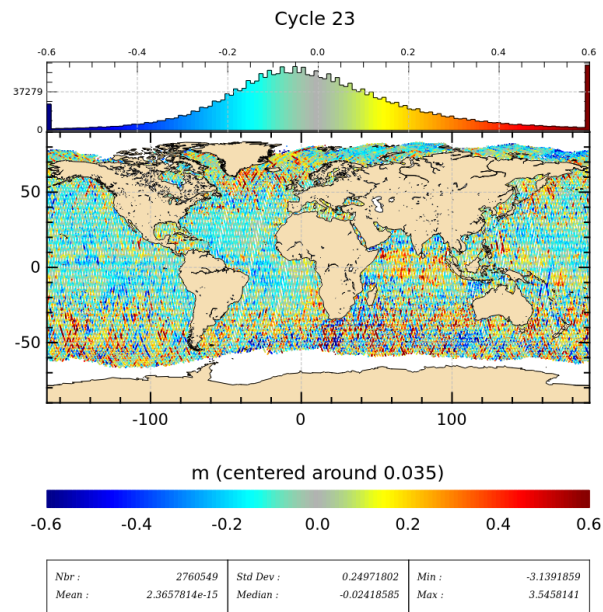 Cycle 23
-0.6 -0.4 -0.2 0.0 0.2 0.4 0.6
37279
0
50
0
-50
-100 0 100
m (centered around 0.035)
-0.6 -0.4 -0.2 0.0 0.2 0.4 0.6
Nbr : 2760549 Std Dev : 0.24971802 Min : -3.1391859
Mean : 2.3657814e-15 Median : -0.02418585 Max : 3.5458141